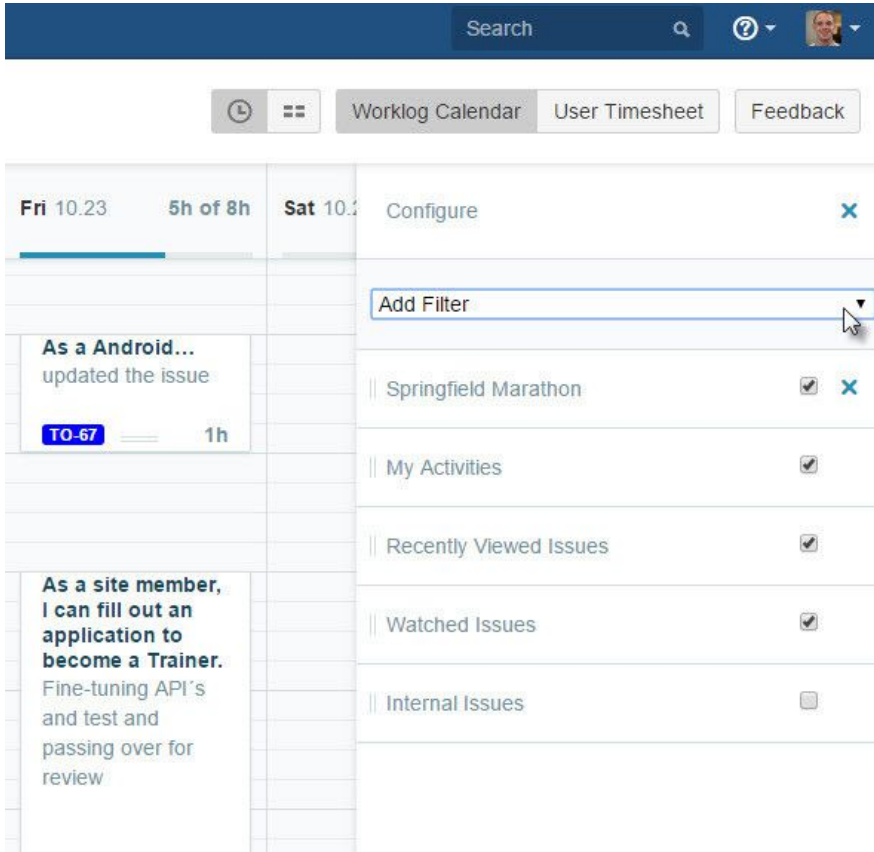 Search
Worklog Calendar
User Timesheet
Feedback
Fri 10.23
5h of 8h
Sat 10.2
Configure
Add Filter
As a Android...
updated the issue
TO-67
1h
Springfield Marathon
My Activities
Recently Viewed Issues
Watched Issues
Internal Issues
As a site member,
I can fill out an
application to
become a Trainer.
Fine-tuning API´s
and test and
passing over for
review